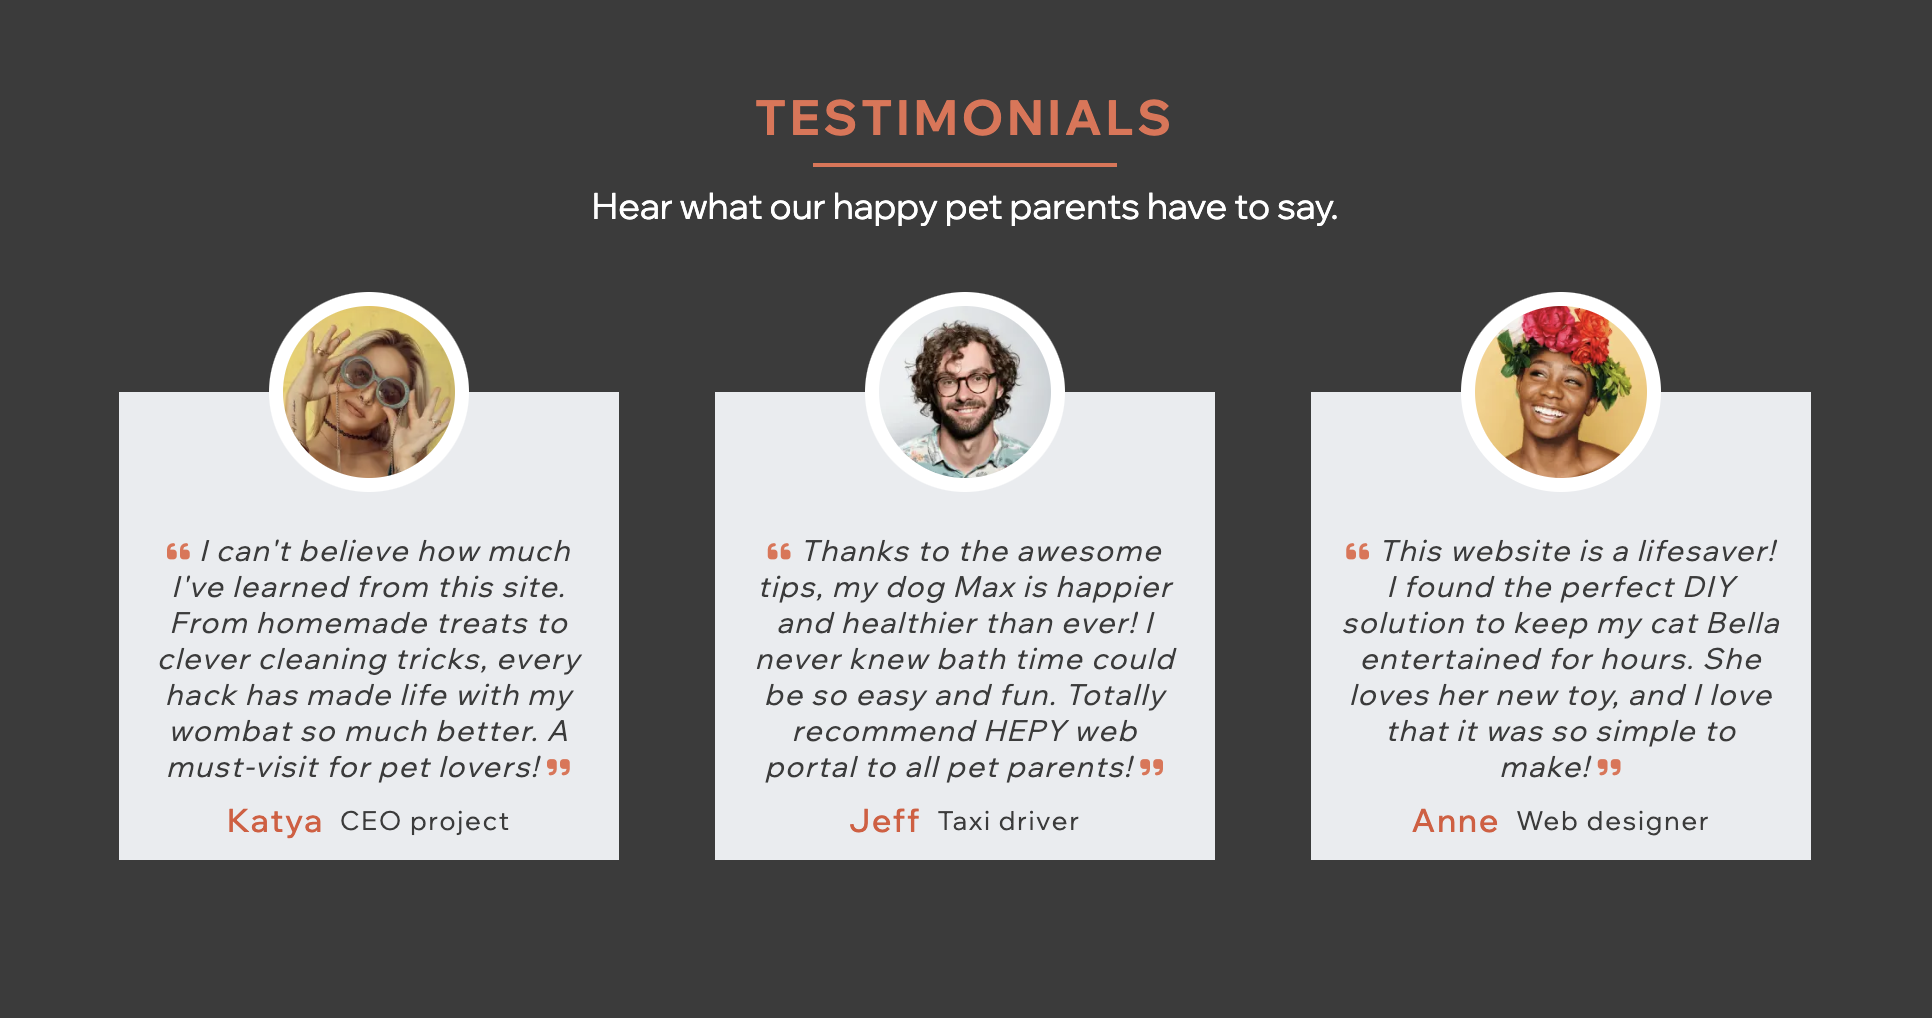 TESTIMONIALS
Hear what our happy pet parents have to say.
❝ I can't believe how much
I've learned from this site.
From homemade treats to
clever cleaning tricks, every
hack has made life with my
wombat so much better. A
must-visit for pet lovers! ❞
Katya CEO project
❝ Thanks to the awesome
tips, my dog Max is happier
and healthier than ever! I
never knew bath time could
be so easy and fun. Totally
recommend HEPY web
portal to all pet parents! ❞
Jeff Taxi driver
❝ This website is a lifesaver!
I found the perfect DIY
solution to keep my cat Bella
entertained for hours. She
loves her new toy, and I love
that it was so simple to
make! ❞
Anne Web designer